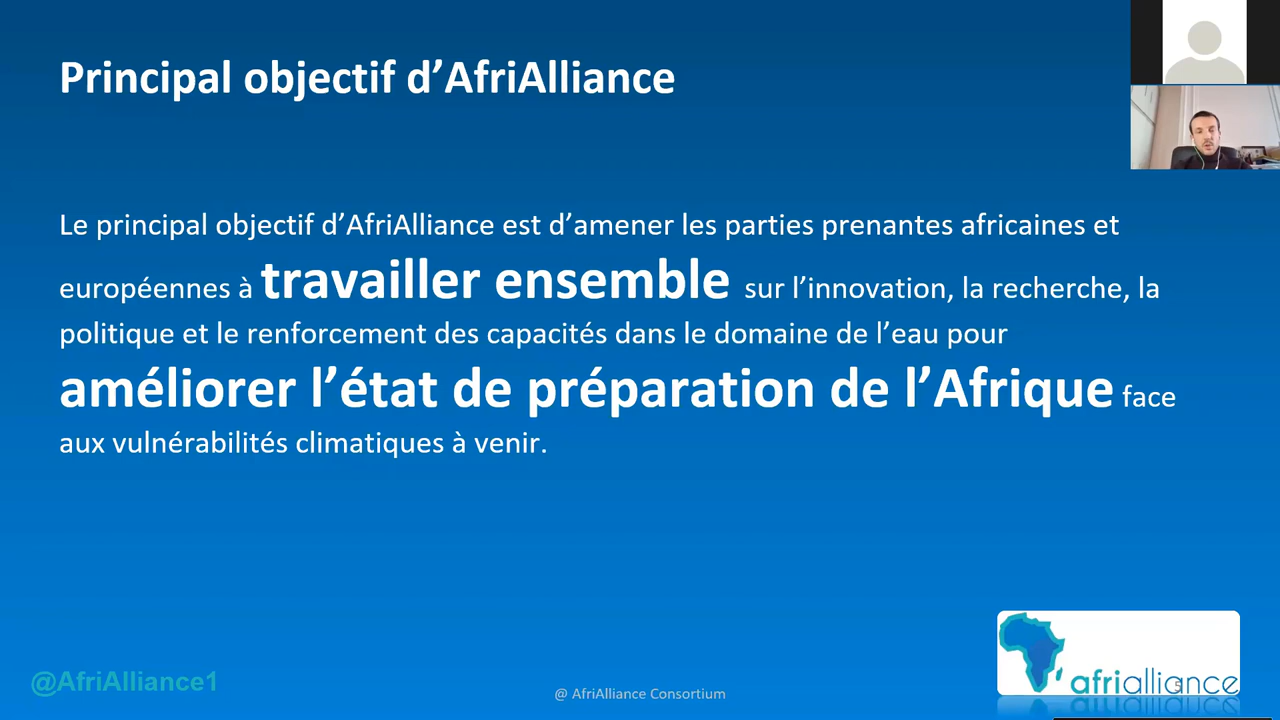 Principal objectif d’AfriAlliance
Le principal objectif d’AfriAlliance est d’amener les parties prenantes africaines et
européennes à travailler ensemble sur l’innovation, la recherche, la
politique et le renforcement des capacités dans le domaine de l’eau pour
améliorer l’état de préparation de l’Afrique face
aux vulnérabilités climatiques à venir.
@AfriAlliance1
@ AfriAlliance Consortium
afrialliance